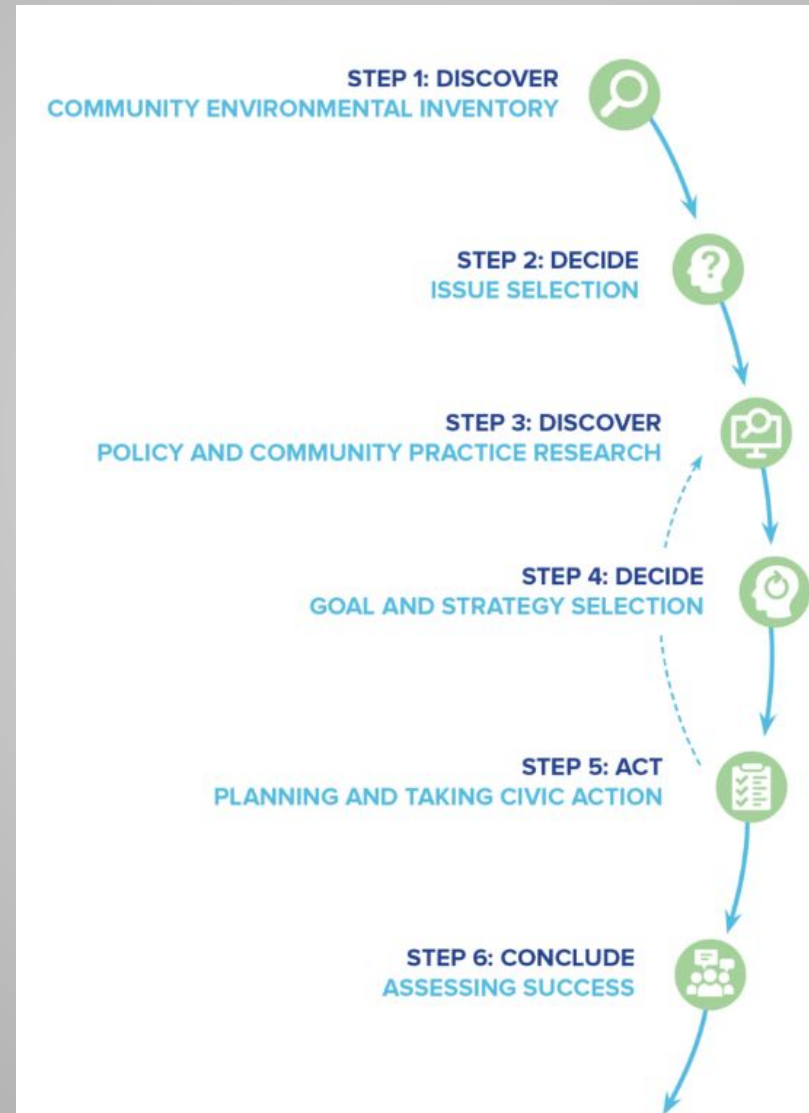 STEP 1: DISCOVER
COMMUNITY ENVIRONMENTAL INVENTORY
STEP 2: DECIDE
ISSUE SELECTION
STEP 3: DISCOVER
POLICY AND COMMUNITY PRACTICE RESEARCH
STEP 4: DECIDE
GOAL AND STRATEGY SELECTION
STEP 5: ACT
PLANNING AND TAKING CIVIC ACTION
STEP 6: CONCLUDE
ASSESSING SUCCESS